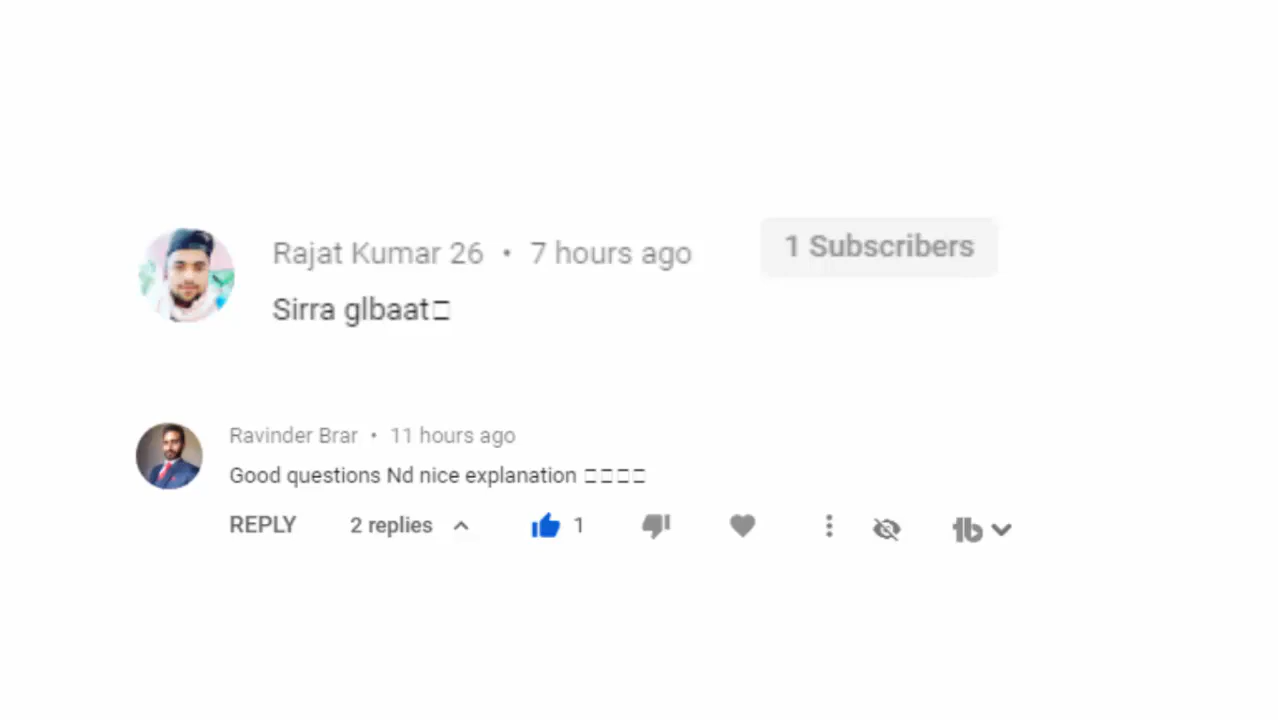 Rajat Kumar 26 • 7 hours ago
1 Subscribers
Sirra glbaat□
Ravinder Brar • 11 hours ago
Good questions Nd nice explanation □□□□
REPLY 2 replies 1